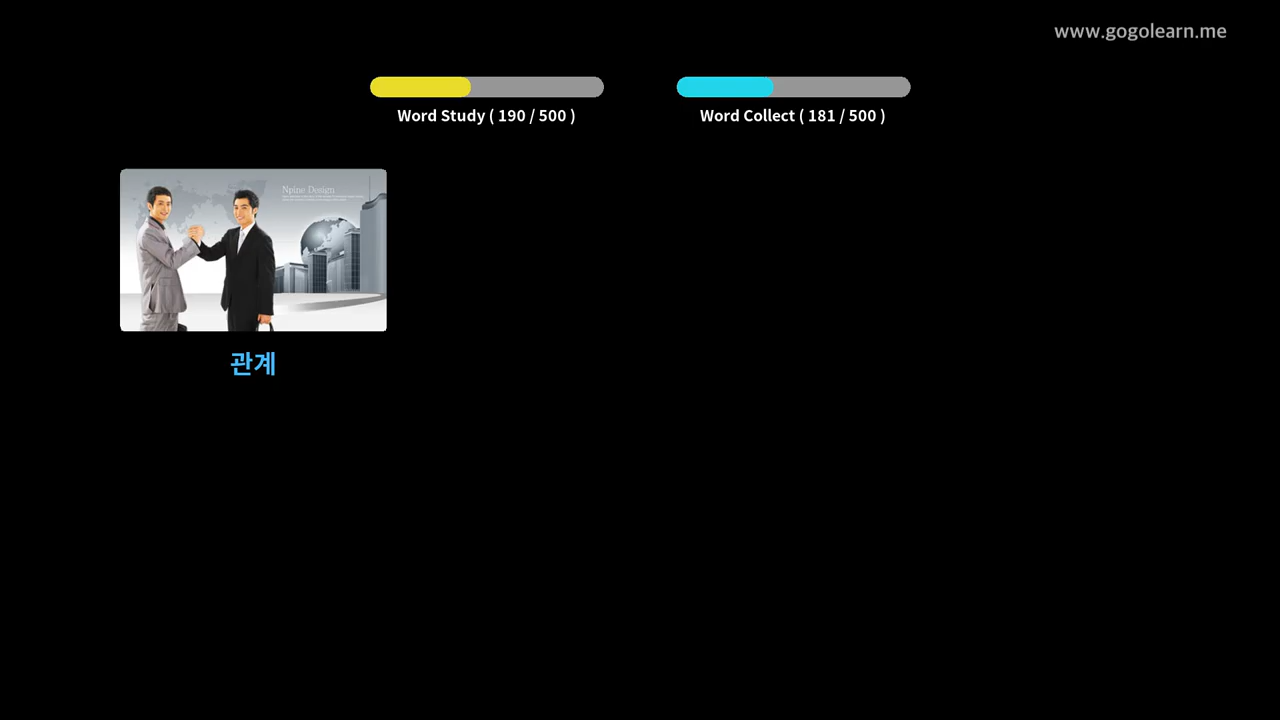 www.gogolearn.me
Word Study ( 190 / 500 )
Word Collect ( 181 / 500 )
Npine Design
관계